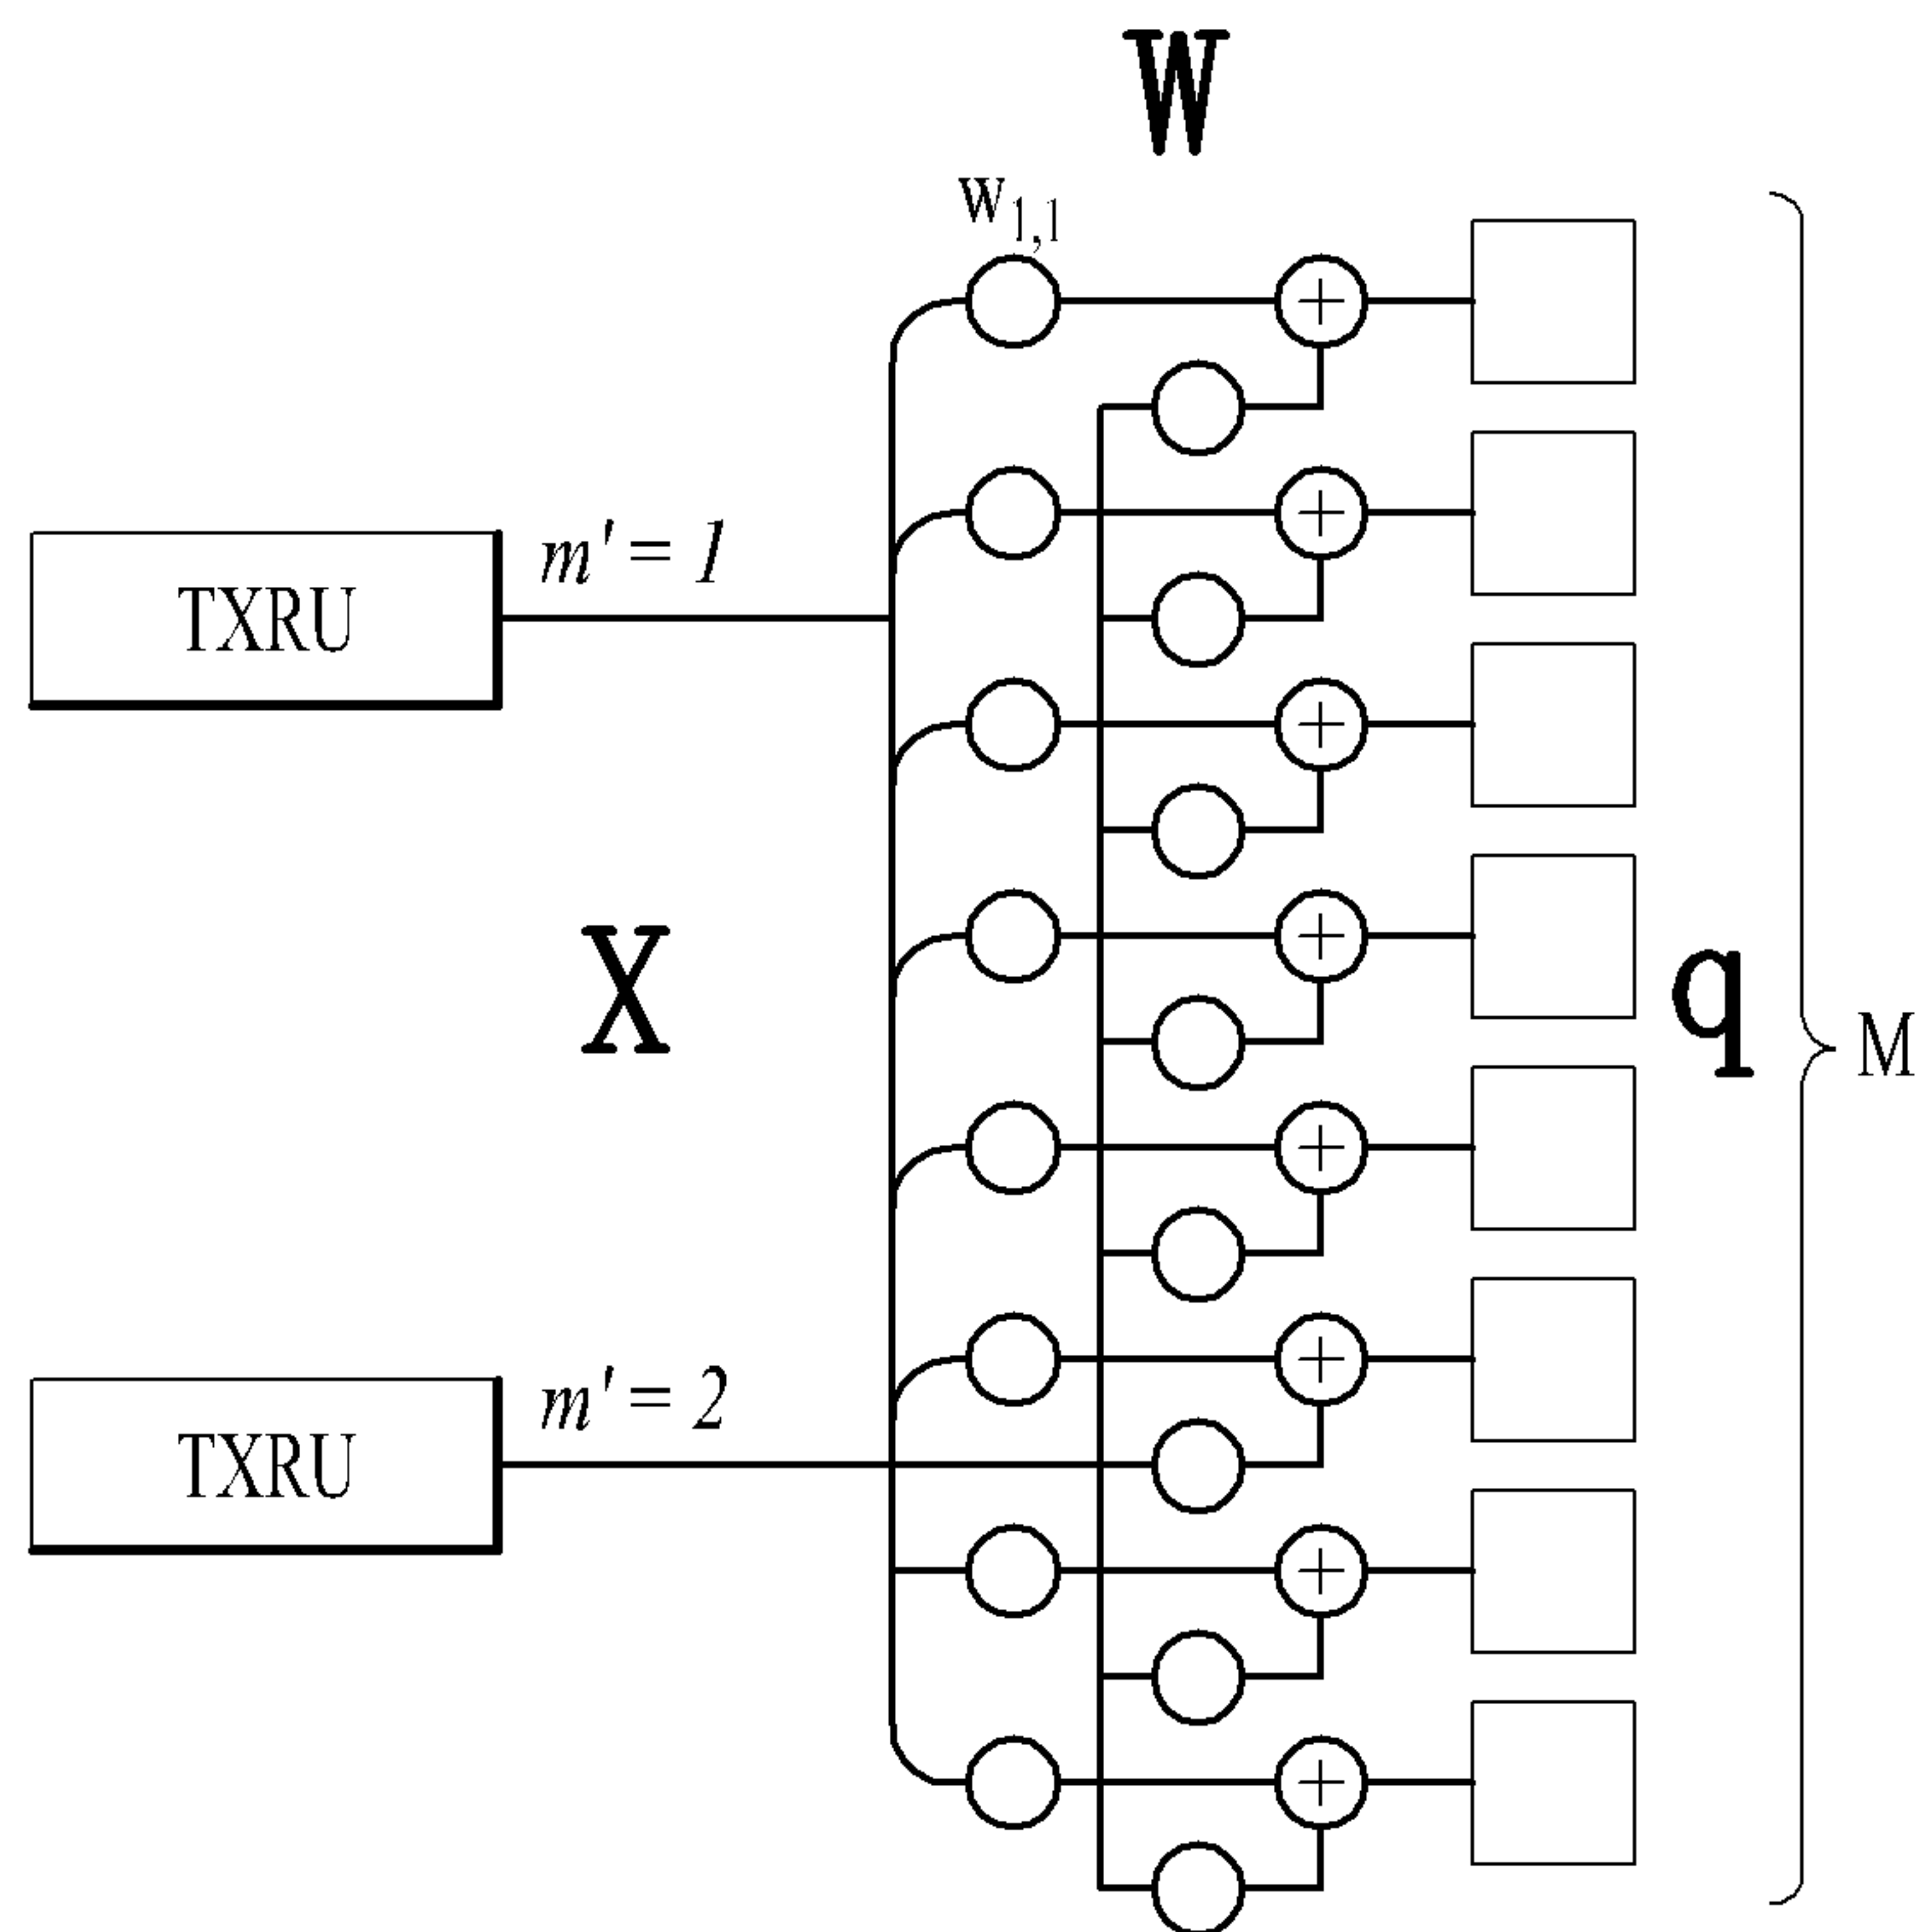 W
w1,1
m' = 1
TXRU
X
q
M
m' = 2
TXRU